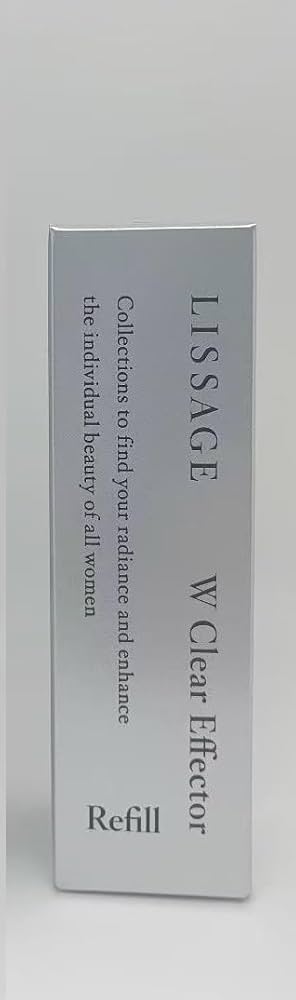 LISSAGE W Clear Effector
Collections to find your radiance and enhance
the individual beauty of all women
Refill